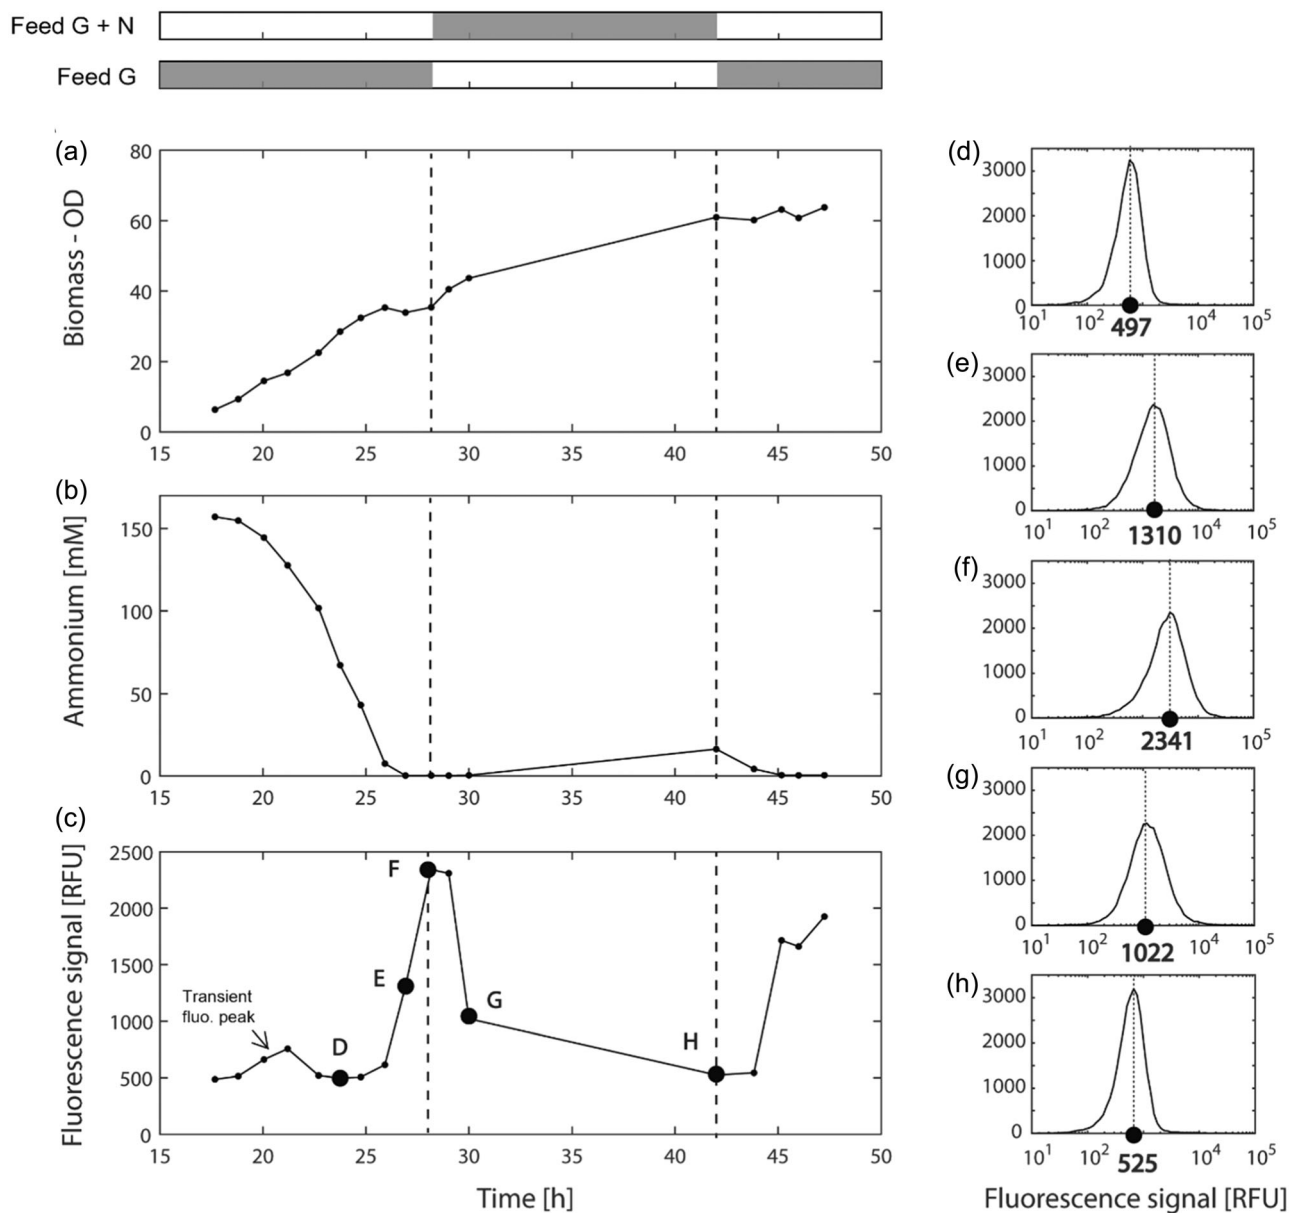 Feed G + N
Feed G
(a)
Biomass - OD
80
60
40
20
0
15 20 25 30 35 40 45 50
(b)
Ammonium [mM]
150
100
50
0
15 20 25 30 35 40 45 50
(c)
Fluorescence signal [RFU]
2500
2000
1500
1000
500
0
Transient
fluo. peak
D
E
F
G
H
15 20 25 30 35 40 45 50
Time [h]
(d)
3000
2000
1000
0
10¹ 10² 10⁴ 10⁵
497
(e)
3000
2000
1000
0
10¹ 10² 10⁴ 10⁵
1310
(f)
3000
2000
1000
0
10¹ 10² 10⁵
2341
(g)
3000
2000
1000
0
10¹ 10² 10⁴ 10⁵
1022
(h)
3000
2000
1000
0
10¹ 10² 10⁴ 10⁵
525
Fluorescence signal [RFU]